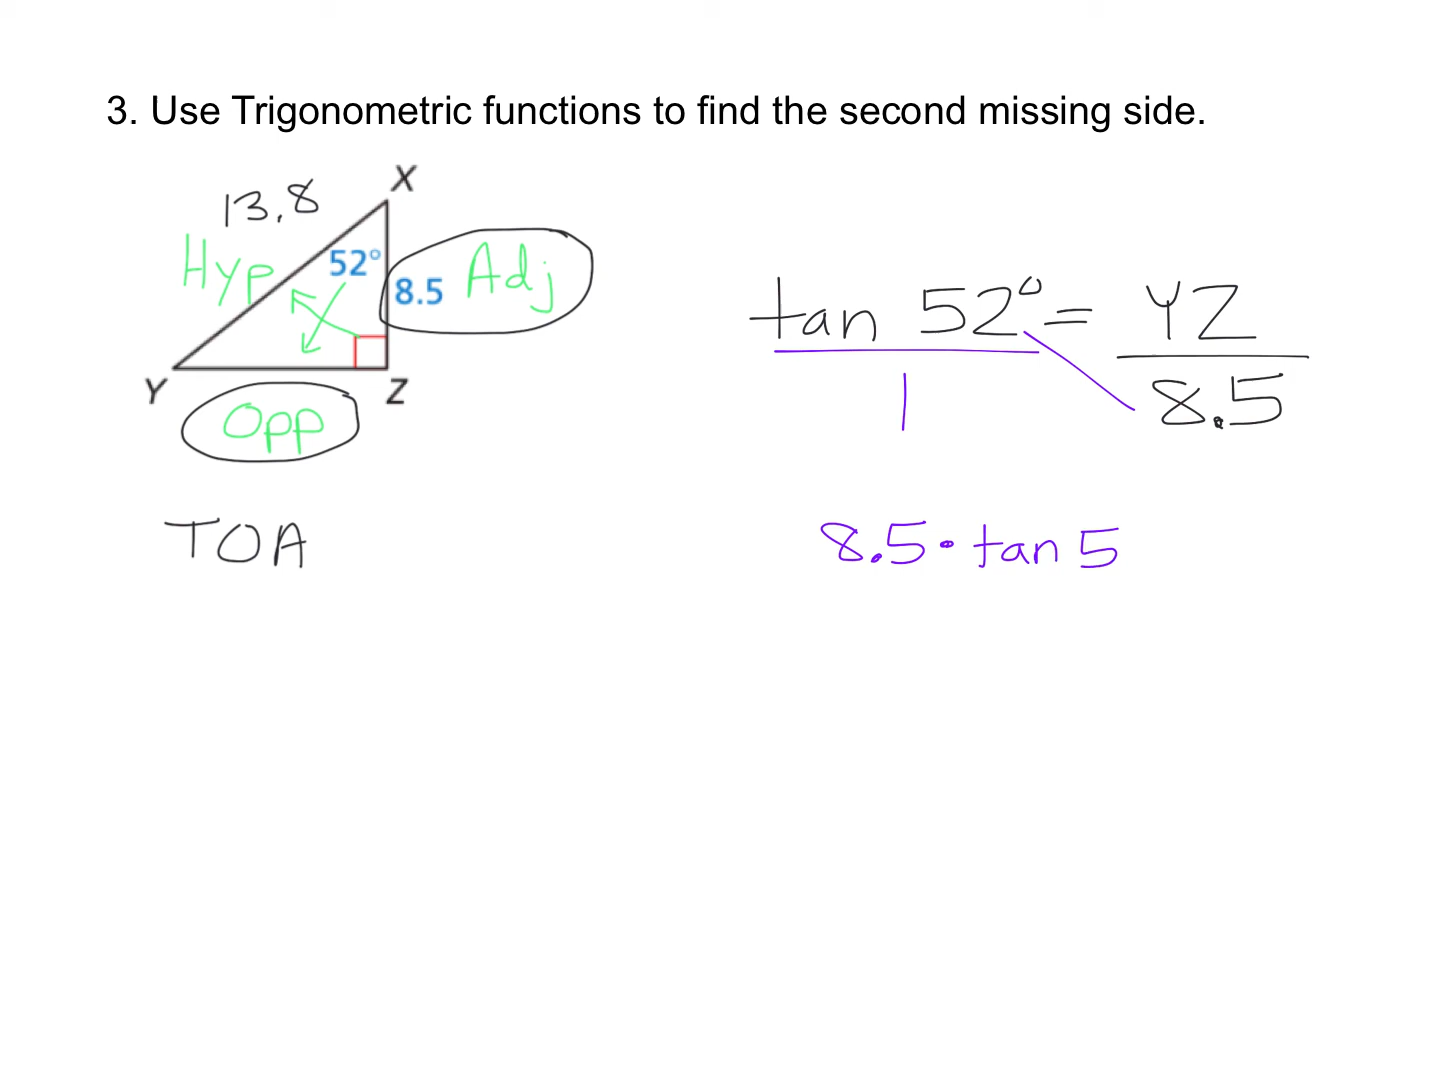 3. Use Trigonometric functions to find the second missing side.
X
13.8
Hyp
52°
8.5
Adj
Y
Z
Opp
TOA
tan 52° = YZ
1
8.5
8.5 · tan 5